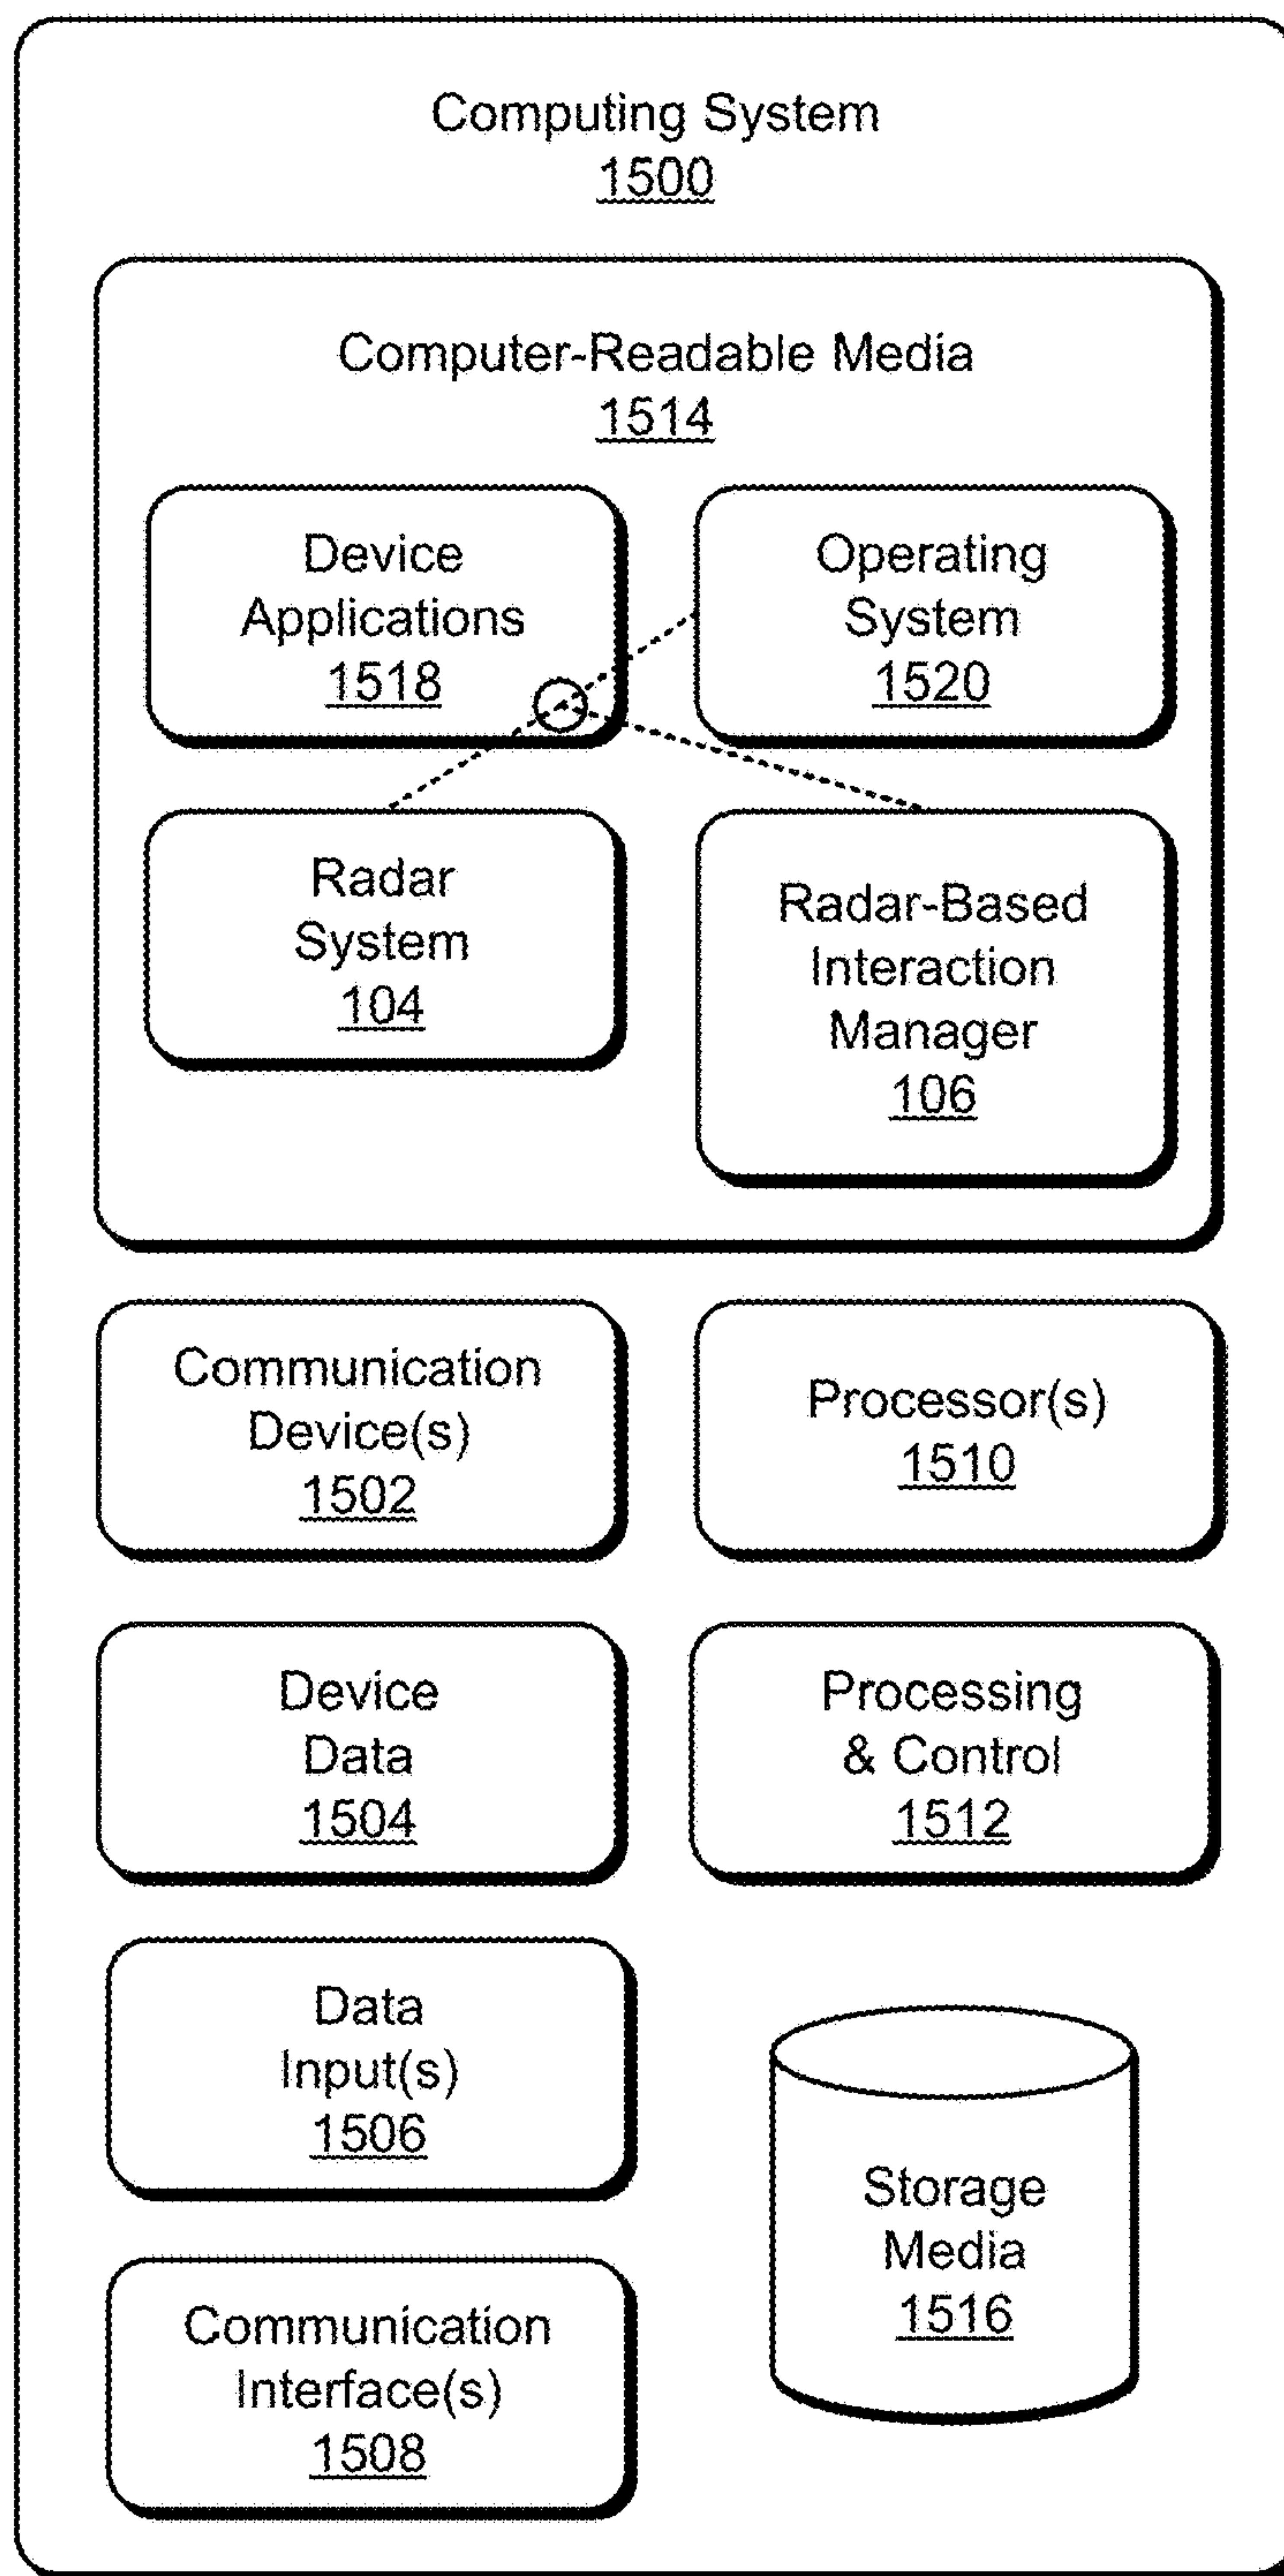 Computing System
1500
Computer-Readable Media
1514
Device
Applications
1518
Operating
System
1520
Radar
System
104
Radar-Based
Interaction
Manager
106
Communication
Device(s)
1502
Processor(s)
1510
Device
Data
1504
Processing
& Control
1512
Data
Input(s)
1506
Storage
Media
1516
Communication
Interface(s)
1508